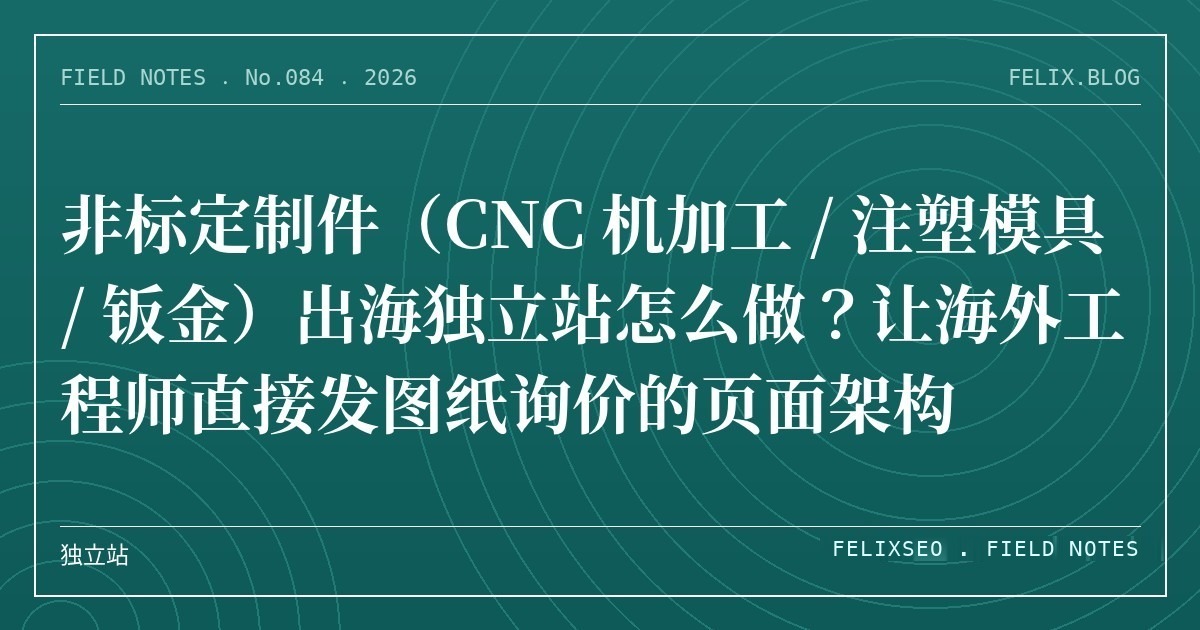 FIELD NOTES . No.084 . 2026
FELIX.BLOG
非标定制件（CNC 机加工 / 注塑模具
/ 钣金）出海独立站怎么做？让海外工
程师直接发图纸询价的页面架构
独立站
FELIXSEO . FIELD NOTES